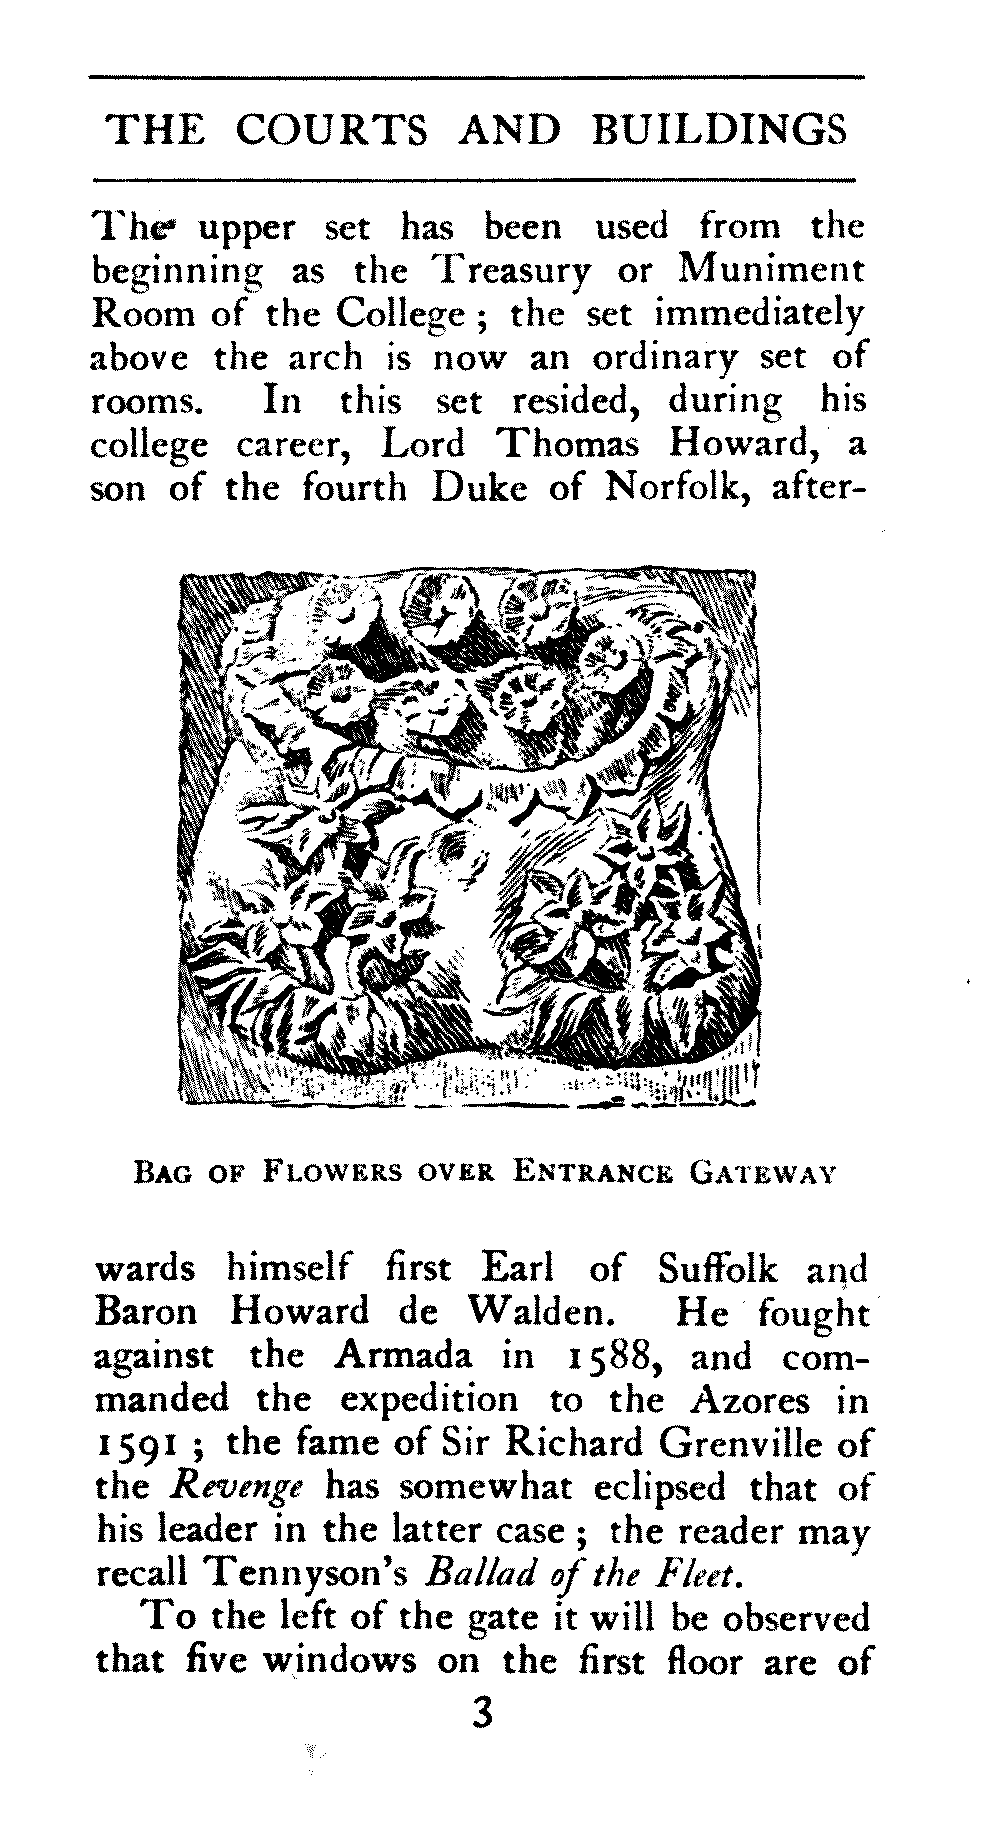 THE COURTS AND BUILDINGS
The upper set has been used from the
beginning as the Treasury or Muniment
Room of the College ; the set immediately
above the arch is now an ordinary set of
rooms. In this set resided, during his
college career, Lord Thomas Howard, a
son of the fourth Duke of Norfolk, after-
BAG OF FLOWERS OVER ENTRANCE GATEWAY
wards himself first Earl of Suffolk and
Baron Howard de Walden. He fought
against the Armada in 1588, and com-
manded the expedition to the Azores in
1591 ; the fame of Sir Richard Grenville of
the Revenge has somewhat eclipsed that of
his leader in the latter case ; the reader may
recall Tennyson's Ballad of the Fleet.
To the left of the gate it will be observed
that five windows on the first floor are of
3